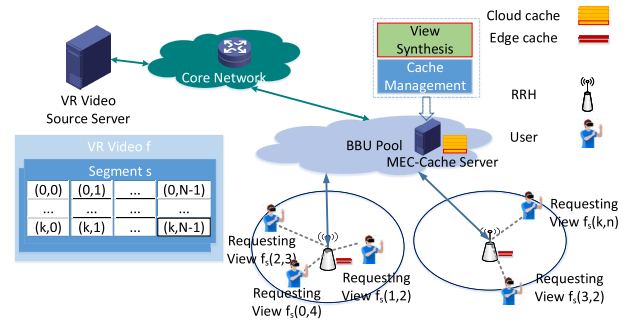 View
Synthesis
Cache
Management
Cloud cache
Edge cache
RRH
User
Core Network
VR Video
Source Server
BBU Pool
MEC-Cache Server
VR Video f
Segment s
(0,0) (0,1) ... (0,N-1)
... ... ... ...
(k,0) (k,1) ... (k,N-1)
Requesting
View fs(2,3)
Requesting
View fs(0,4)
Requesting
View fs(1,2)
Requesting
View fs(k,n)
Requesting
View fs(3,2)